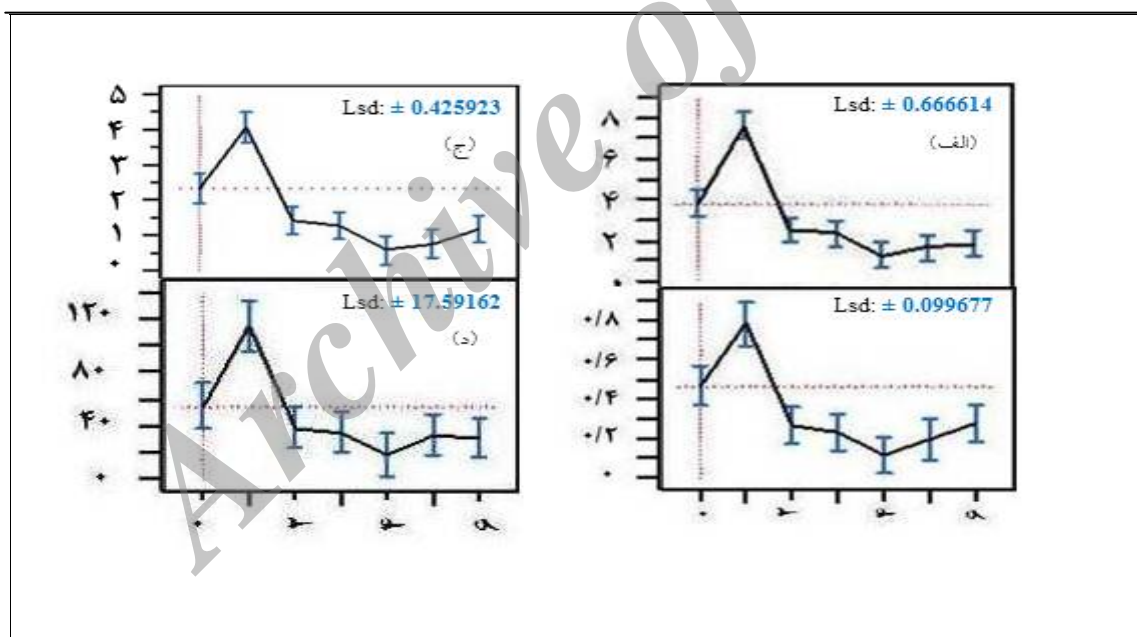 ۵
۴
۳
۲
۱
۰
Lsd: ± 0.425923
(ج)
۸
۶
۴
۲
۰
Lsd: ± 0.666614
(الف)
۱۲۰
۸۰
۴۰
۰
Lsd: ± 17.59162
(د)
۰/۸
۰/۶
۰/۴
۰/۲
۰
Lsd: ± 0.099677
۰
۰
Archive of